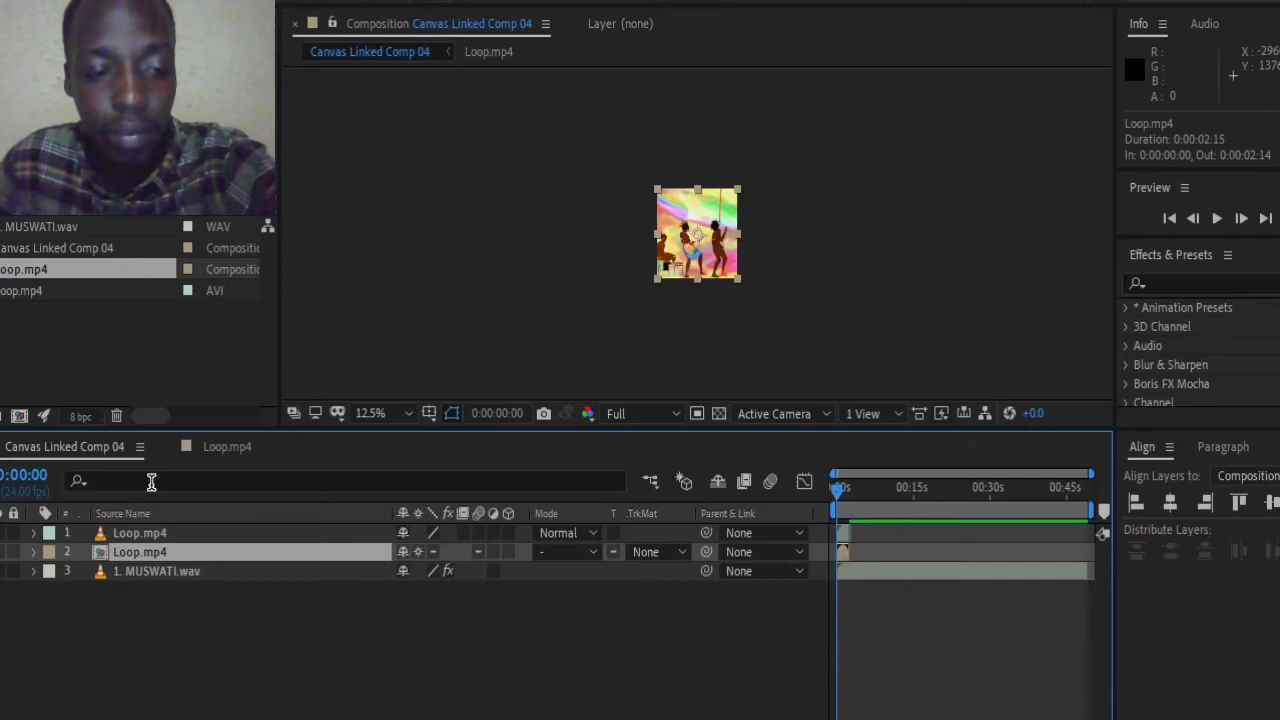 Composition Canvas Linked Comp 04
Layer (none)
Info
Audio
Canvas Linked Comp 04
Loop.mp4
R:
G:
B:
A: 0
X: -296
Y: 1376
Loop.mp4
Duration: 0:00:02:15
In: 0:00:00:00, Out: 0:00:02:14
Preview
. MUSWATI.wav WAV
anvas Linked Comp 04 Compositi
oop.mp4 Compositi
oop.mp4 AVI
Effects & Presets
* Animation Presets
3D Channel
Audio
Blur & Sharpen
Boris FX Mocha
Channel
8 bpc
12.5%
0:00:00:00
Full
Active Camera
1 View
+0.0
Canvas Linked Comp 04
Loop.mp4
Align
Paragraph
0:00:00
(24.00 fps)
Align Layers to: Composition
00s 00:15s 00:30s 00:45s
# Source Name Mode T .TrkMat Parent & Link
1 Loop.mp4 Normal None
2 Loop.mp4 - None None
3 1. MUSWATI.wav None
Distribute Layers: